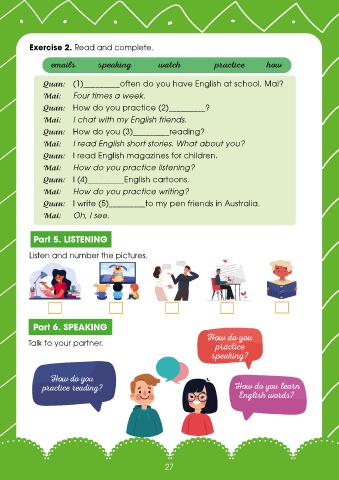 Exercise 2. Read and complete.
emails speaking watch practice how
Quan: (1)________often do you have English at school, Mai?
Mai: Four times a week.
Quan: How do you practice (2)________?
Mai: I chat with my English friends.
Quan: How do you (3)________reading?
Mai: I read English short stories. What about you?
Quan: I read English magazines for children.
Mai: How do you practice listening?
Quan: I (4)________English cartoons.
Mai: How do you practice writing?
Quan: I write (5)________to my pen friends in Australia.
Mai: Oh, I see.
Part 5. LISTENING
Listen and number the pictures.
Part 6. SPEAKING
Talk to your partner.
How do you
practice
speaking?
How do you
practice reading?
How do you learn
English words?
27